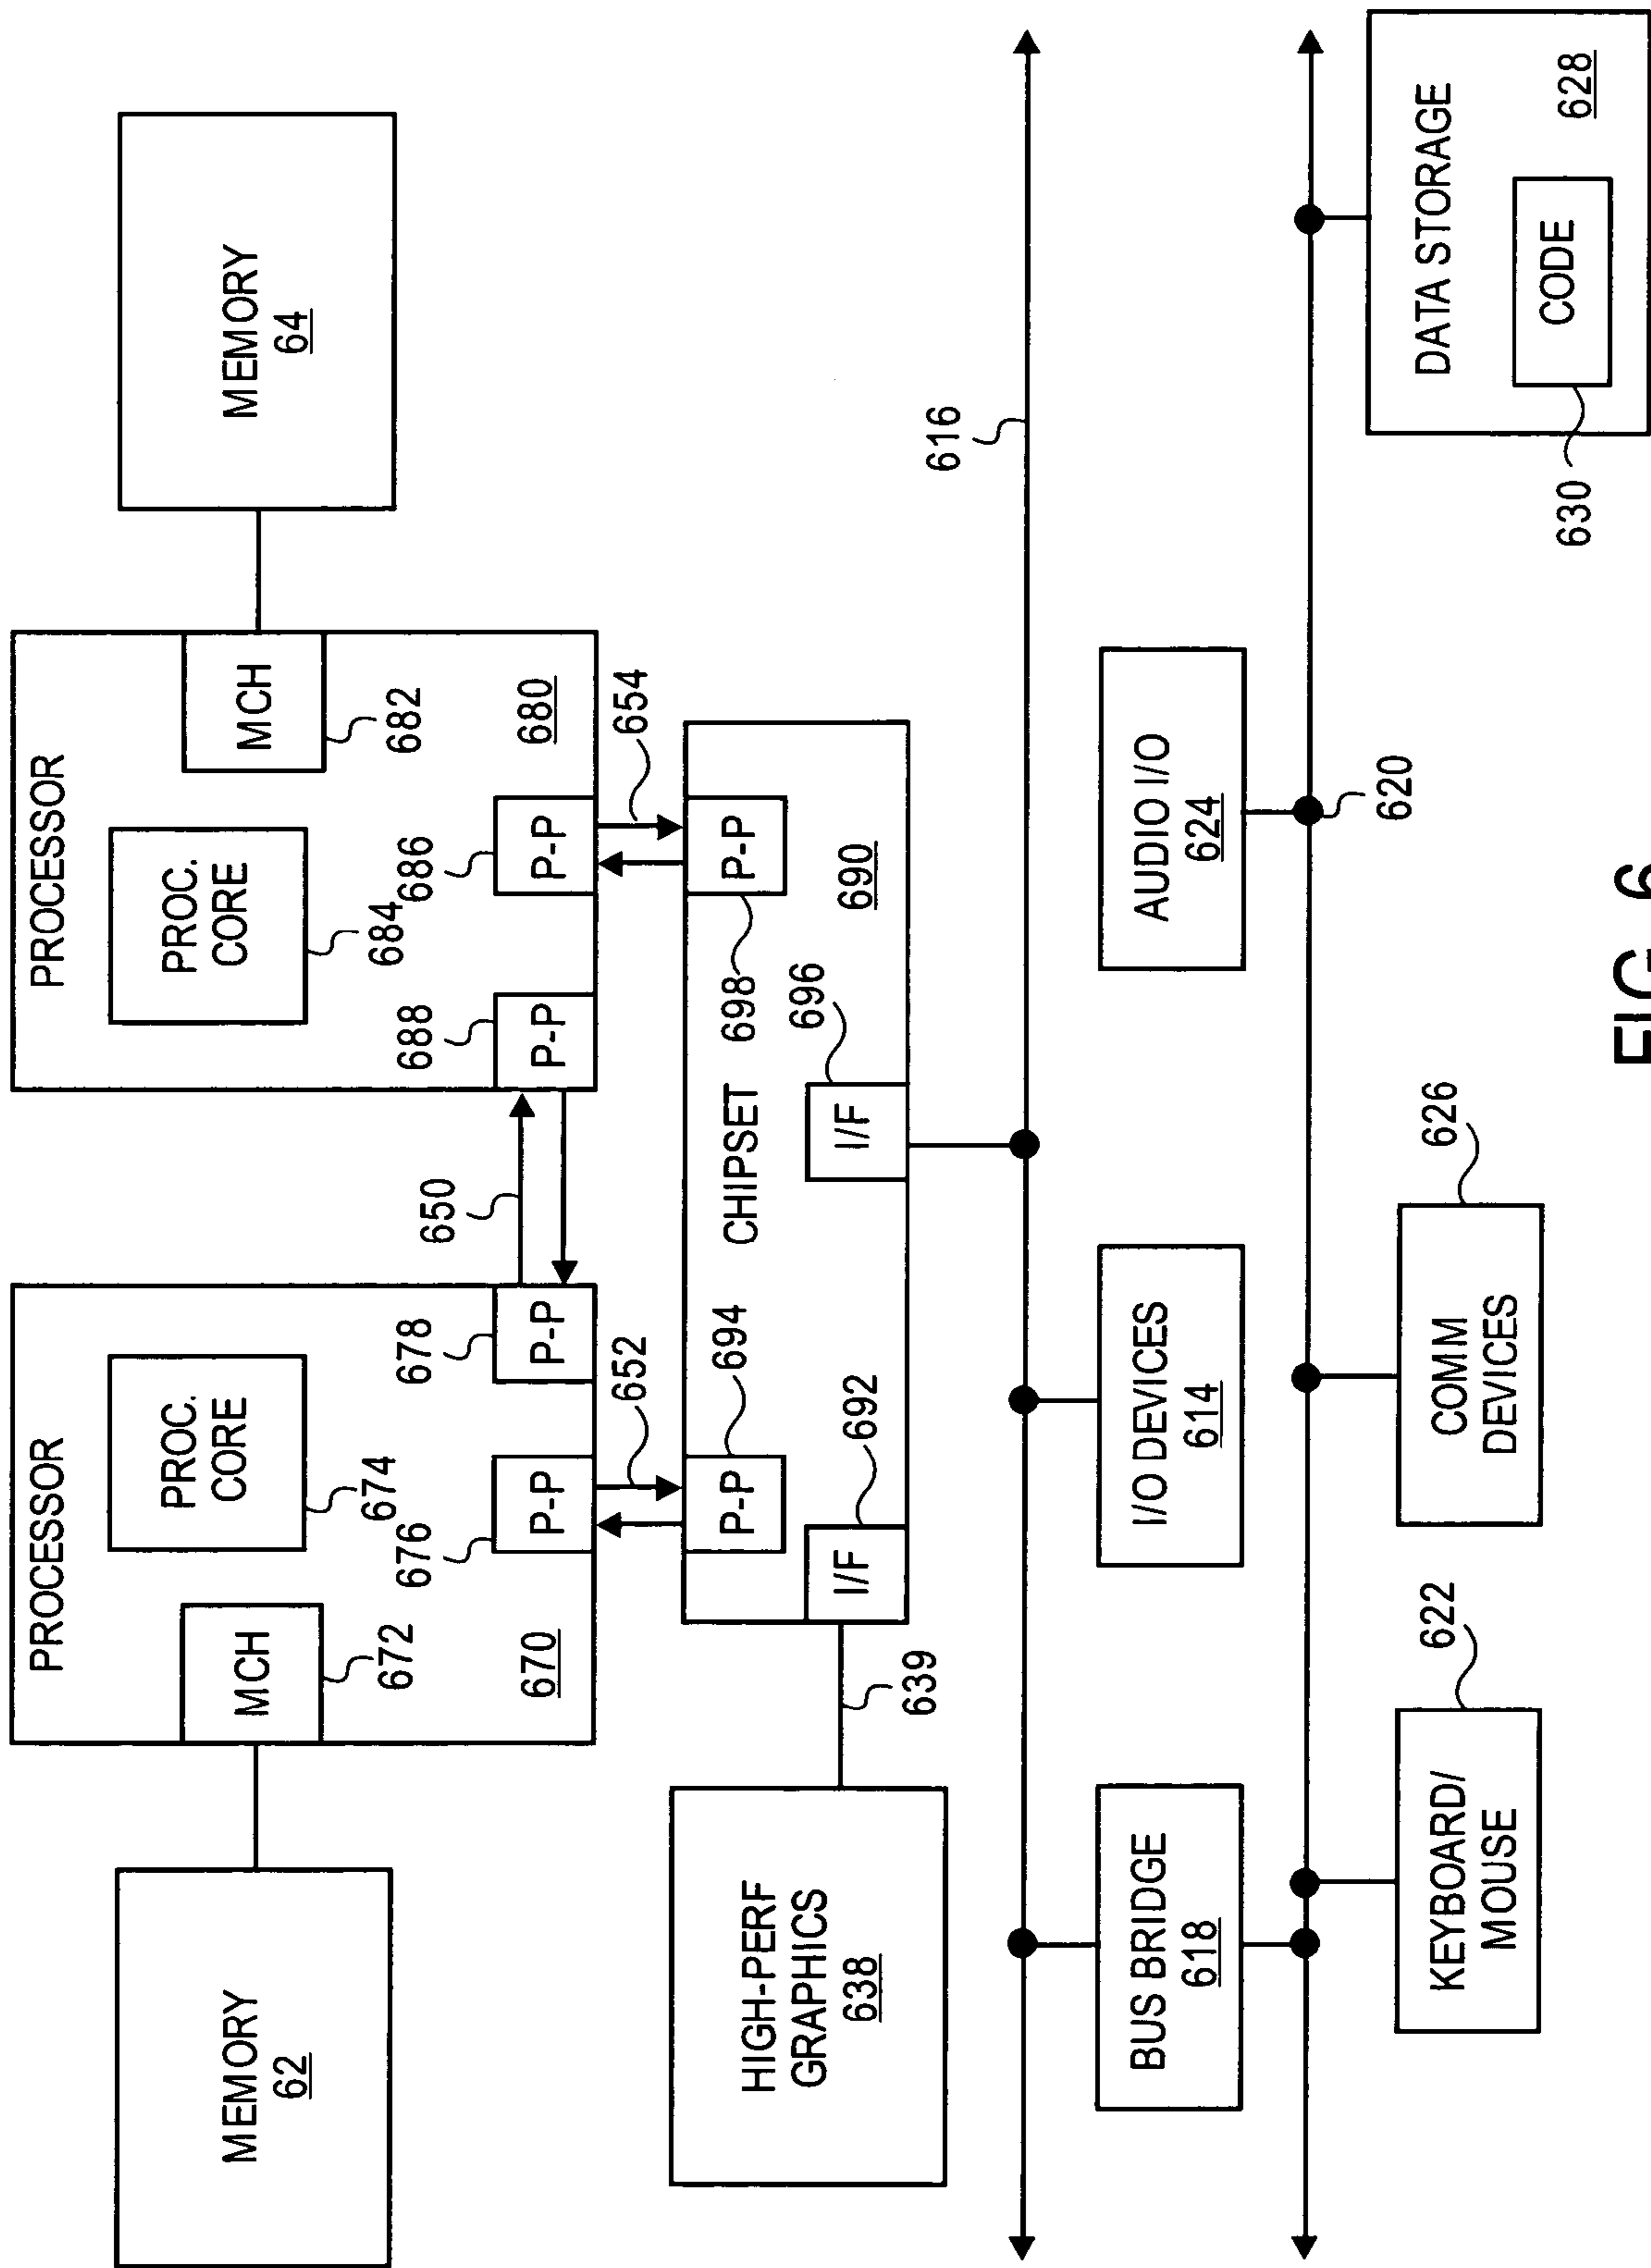 PROCESSOR
PROCESSOR
MEMORY
62
MCH
672
PROC.
CORE
674
670
676
P-P
678
P-P
650
PROC.
CORE
684
688
P-P
686
P-P
MCH
682
680
MEMORY
64
652
654
HIGH-PERF
GRAPHICS
638
639
P-P
694
I/F
692
CHIPSET
P-P
698
I/F
696
690
616
BUS BRIDGE
618
I/O DEVICES
614
AUDIO I/O
624
620
KEYBOARD/
MOUSE
622
COMM
DEVICES
626
DATA STORAGE
CODE
628
630
FIG. 6